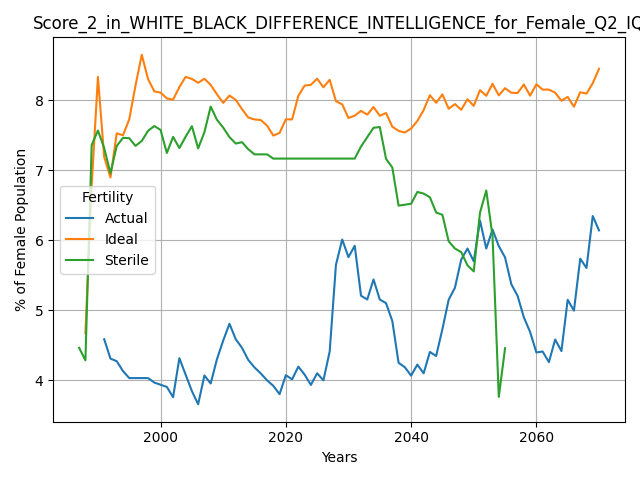 Score_2_in_WHITE_BLACK_DIFFERENCE_INTELLIGENCE_for_Female_Q2_IQ
% of Female Population
8
7
6
5
4
Fertility
Actual
Ideal
Sterile
2000 2020 2040 2060
Years